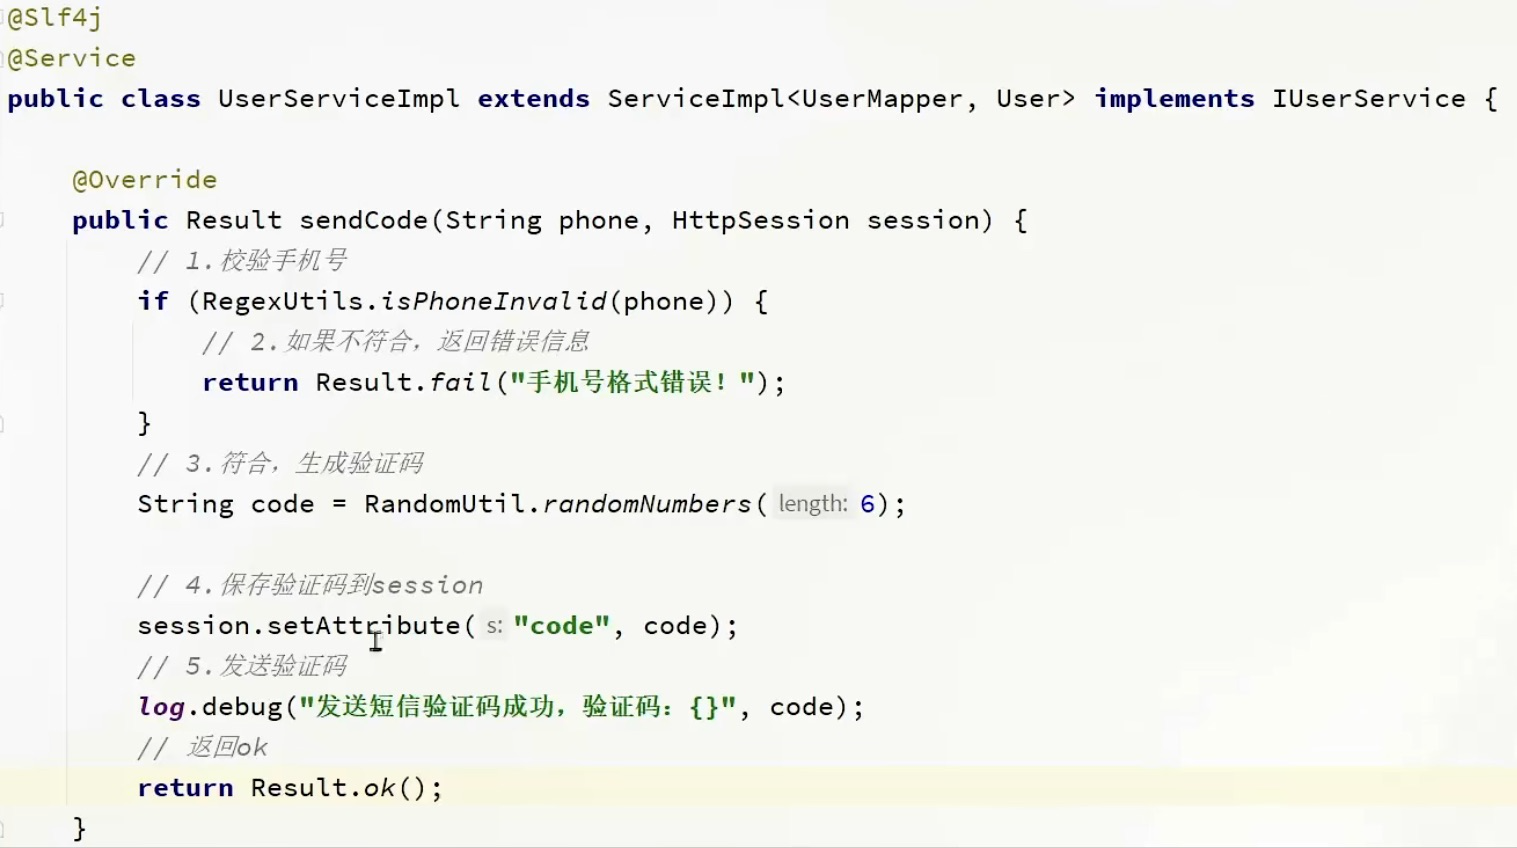 @Slf4j
@Service
public class UserServiceImpl extends ServiceImpl<UserMapper, User> implements IUserService {
@Override
public Result sendCode(String phone, HttpSession session) {
// 1.校验手机号
if (RegexUtils.isPhoneInvalid(phone)) {
// 2.如果不符合，返回错误信息
return Result.fail("手机号格式错误！");
}
// 3.符合，生成验证码
String code = RandomUtil.randomNumbers( length: 6);
// 4.保存验证码到session
session.setAttribute( s: "code", code);
// 5.发送验证码
log.debug("发送短信验证码成功，验证码：{}", code);
// 返回ok
return Result.ok();
}